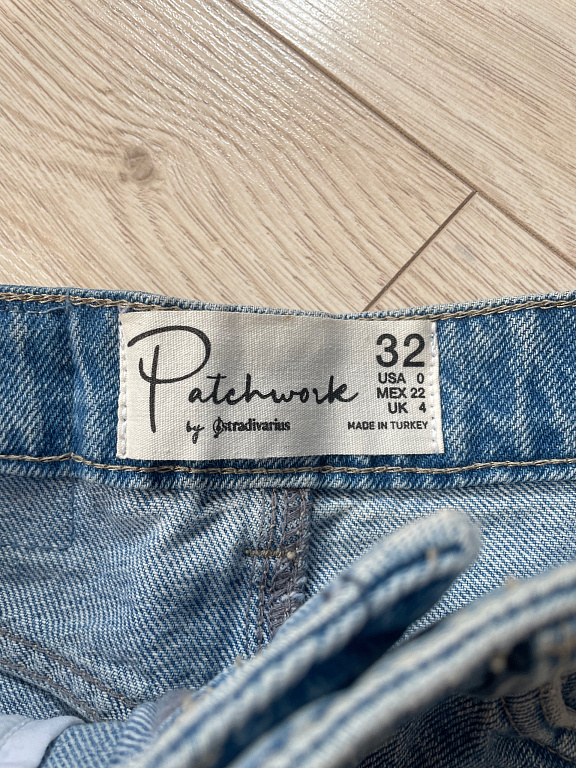 Patchwork
by Stradivarius
32
USA 0
MEX 22
UK 4
MADE IN TURKEY